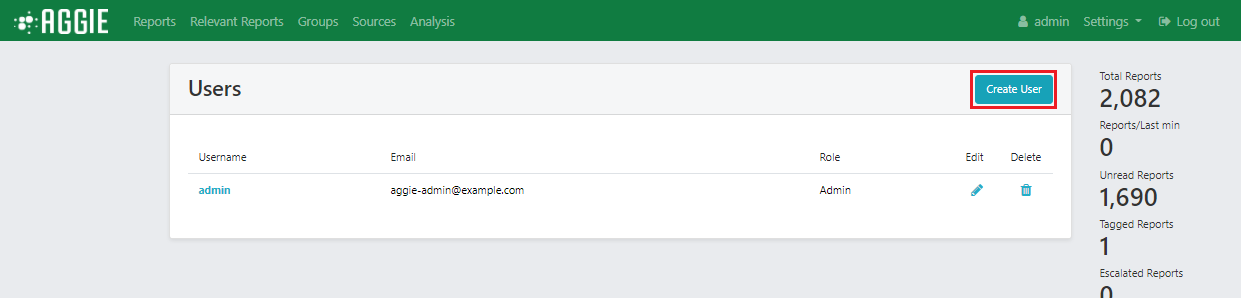 AGGIE Reports Relevant Reports Groups Sources Analysis admin Settings Log out
Users Create User
Username Email Role Edit Delete
admin aggie-admin@example.com Admin
Total Reports
2,082
Reports/Last min
0
Unread Reports
1,690
Tagged Reports
1
Escalated Reports
0